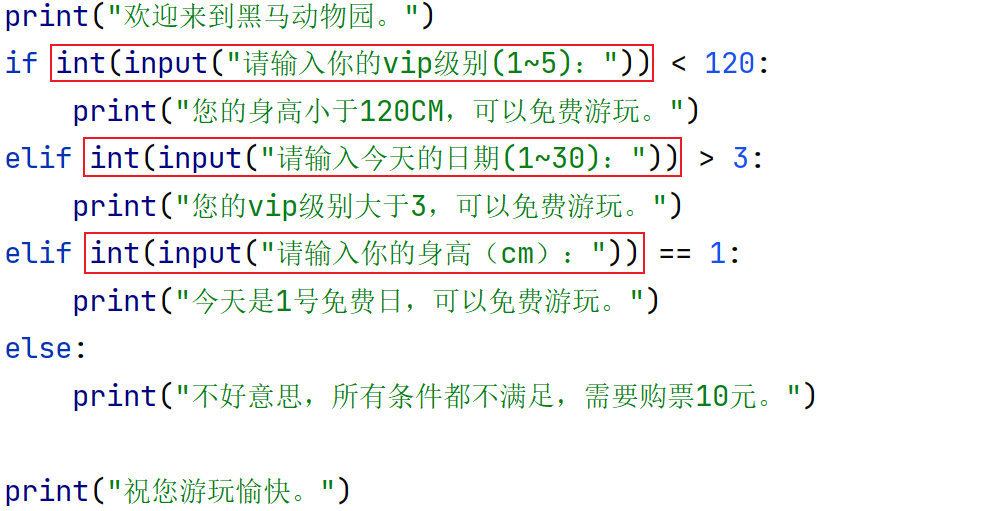 print("欢迎来到黑马动物园。")
if int(input("请输入你的vip级别(1~5)：")) < 120:
    print("您的身高小于120CM，可以免费游玩。")
elif int(input("请输入今天的日期(1~30)：")) > 3:
    print("您的vip级别大于3，可以免费游玩。")
elif int(input("请输入你的身高（cm）：")) == 1:
    print("今天是1号免费日，可以免费游玩。")
else:
    print("不好意思，所有条件都不满足，需要购票10元。")
print("祝您游玩愉快。")